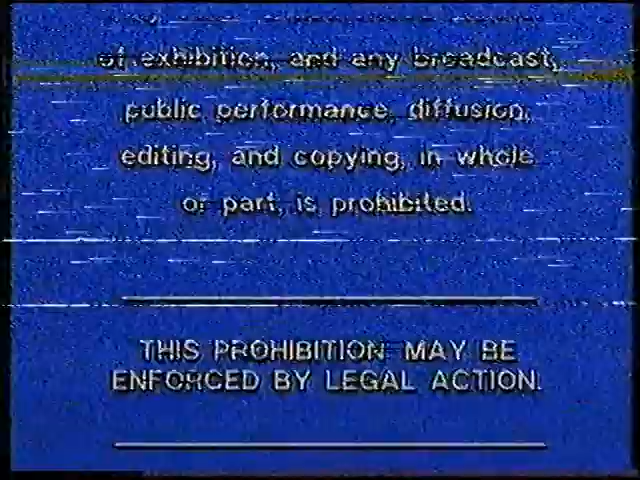 of exhibition, and any broadcast,
public performance, diffusion,
editing, and copying, in whole
or part, is prohibited.
THIS PROHIBITION MAY BE
ENFORCED BY LEGAL ACTION.